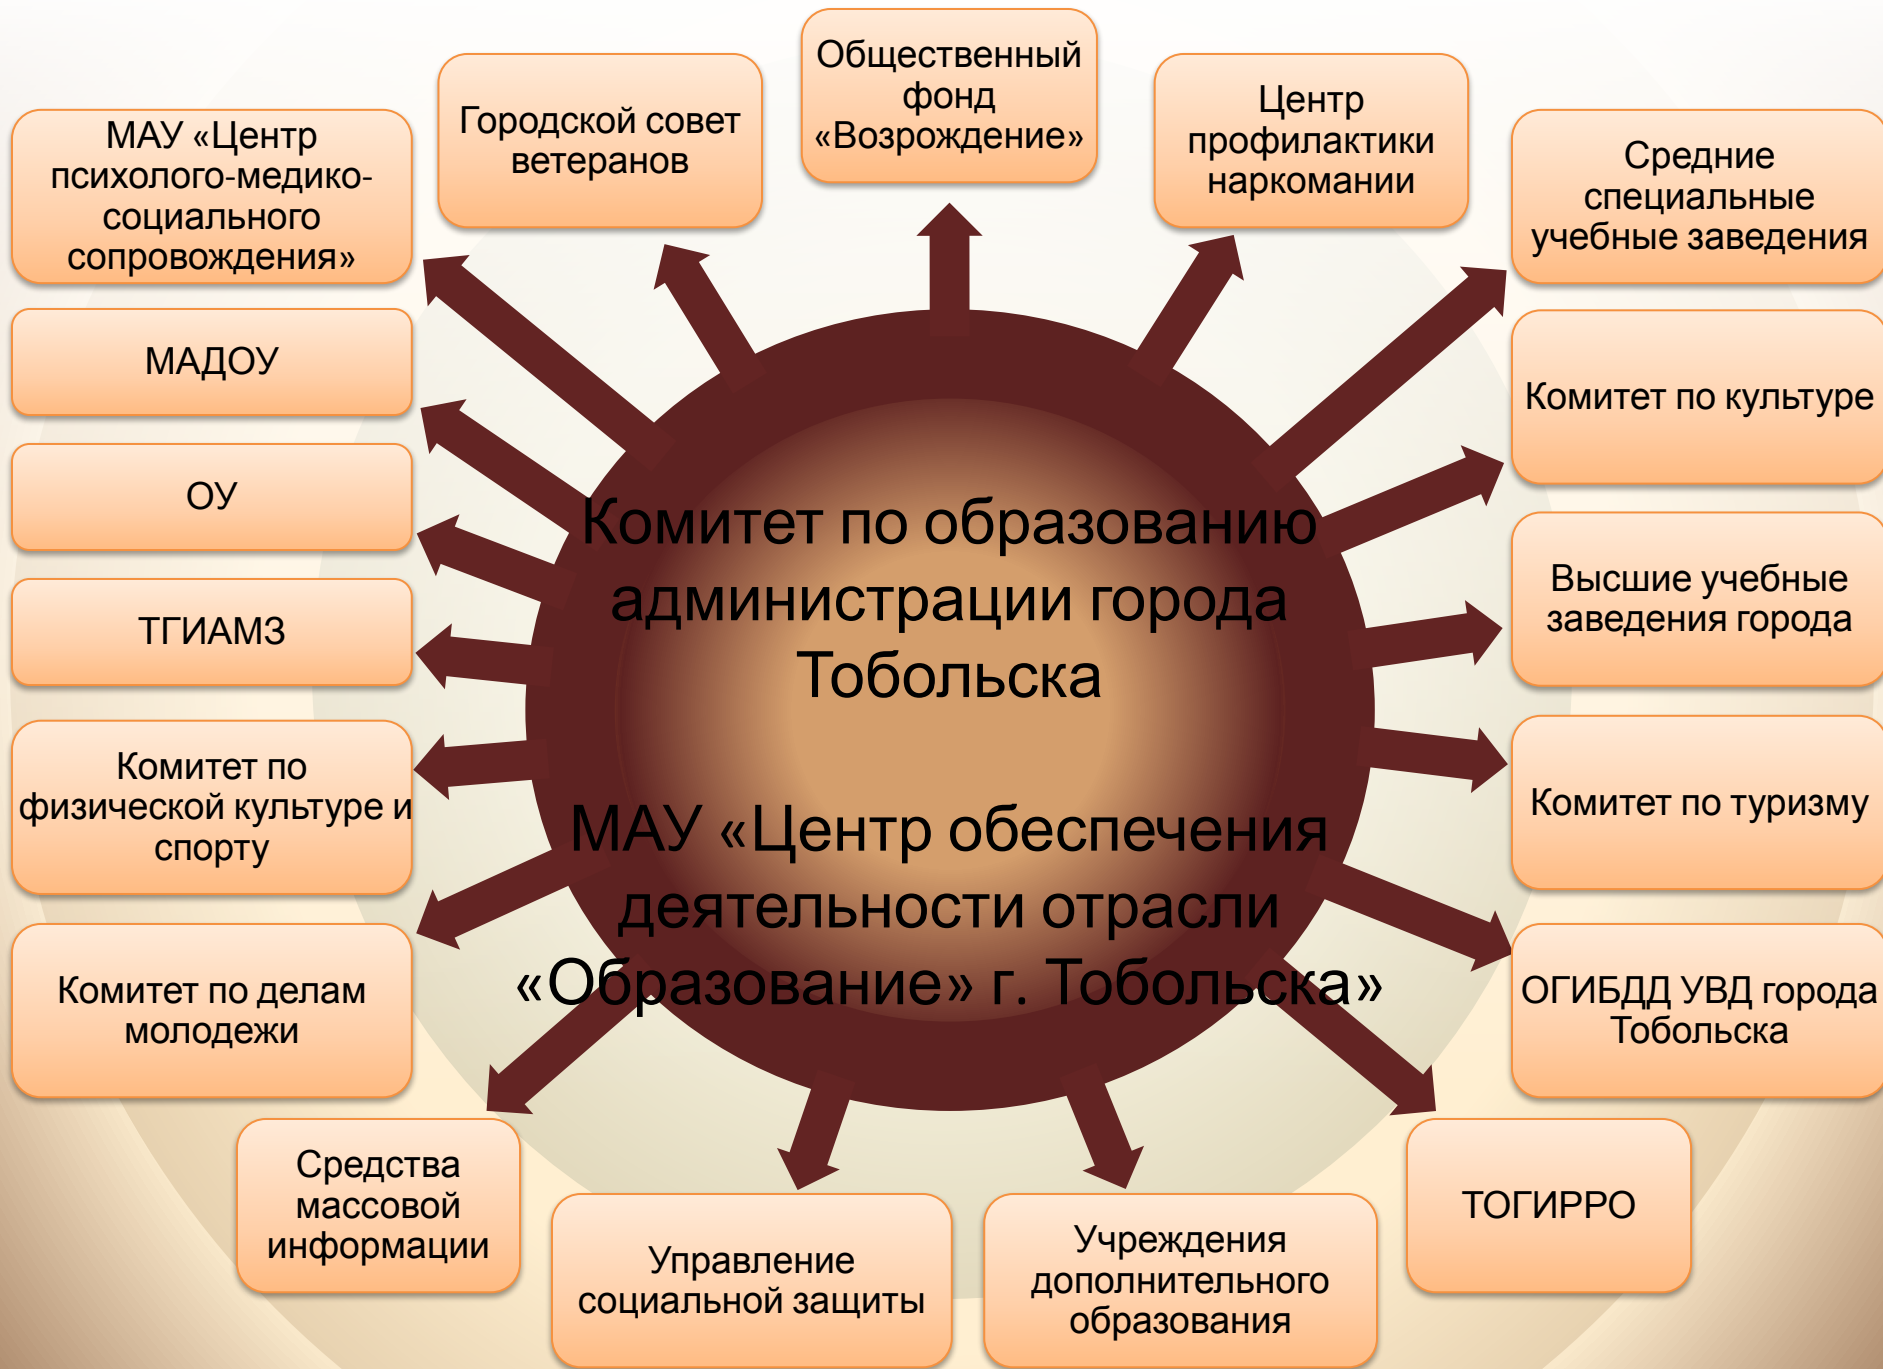 Общественный
фонд
«Возрождение»
Городской совет
ветеранов
Центр
профилактики
наркомании
МАУ «Центр
психолого-медико-
социального
сопровождения»
Средние
специальные
учебные заведения
МАДОУ
Комитет по культуре
ОУ
ТГИАМЗ
Высшие учебные
заведения города
Комитет по образованию
администрации города
Тобольска
МАУ «Центр обеспечения
деятельности отрасли
«Образование» г. Тобольска»
Комитет по
физической культуре и
спорту
Комитет по туризму
Комитет по делам
молодежи
ОГИБДД УВД города
Тобольска
Средства
массовой
информации
Управление
социальной защиты
Учреждения
дополнительного
образования
ТОГИРРО